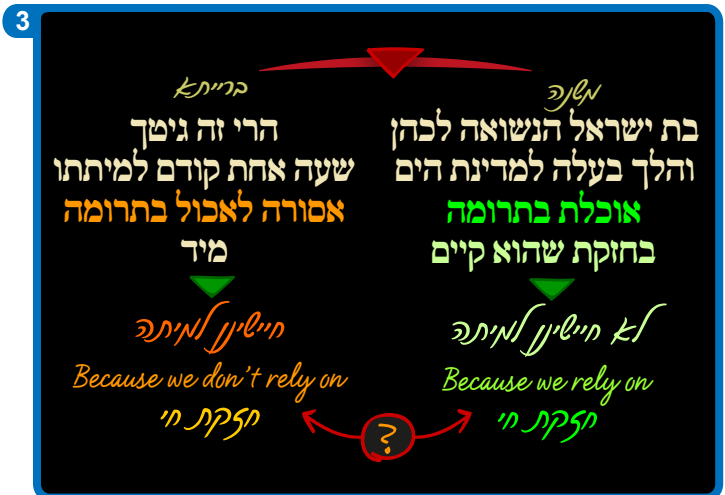 3
משנה
בת ישראל הנשואה לכהן
והלך בעלה למדינת הים
אוכלת בתרומה
בחזקת שהוא קיים
לא חיישינן למיתה
Because we rely on
חזקת חי
ברייתא
הרי זה גיטך
שעה אחת קודם למיתתו
אסורה לאכול בתרומה
מיד
חיישינן למיתה
Because we don't rely on
חזקת חי
?